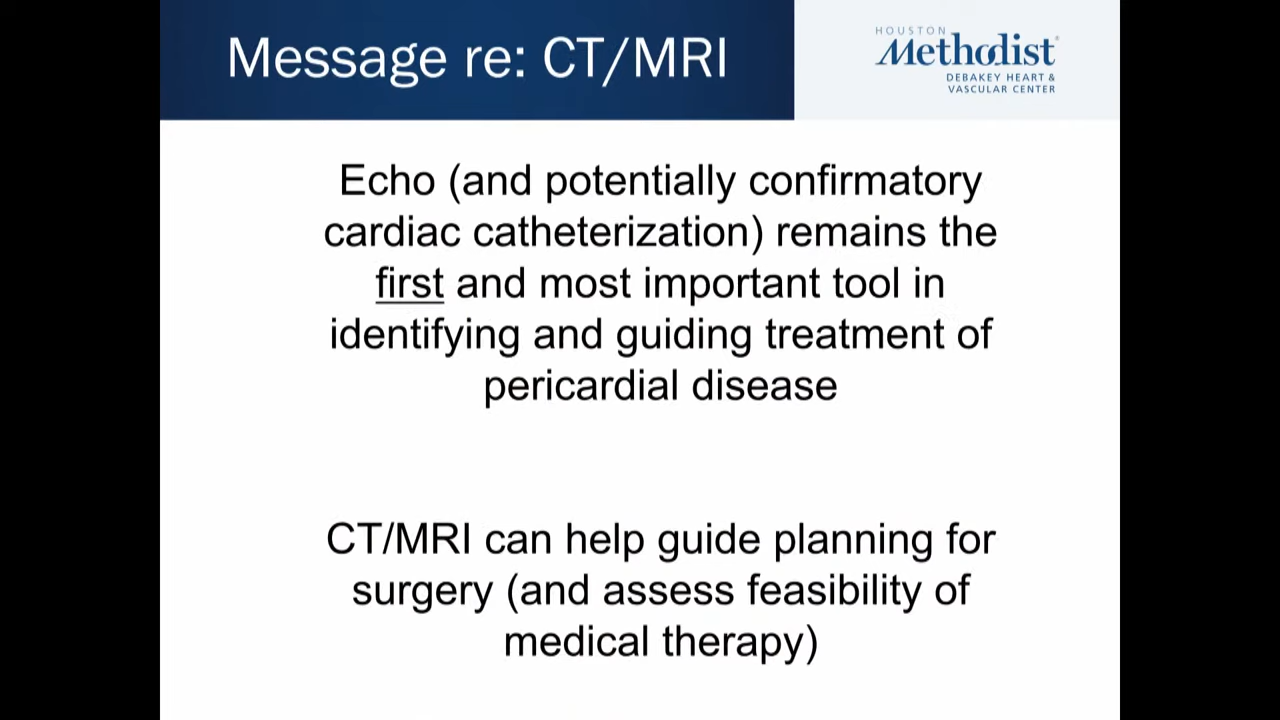 Message re: CT/MRI
HOUSTON
Methodist
DEBAKEY HEART &
VASCULAR CENTER
Echo (and potentially confirmatory
cardiac catheterization) remains the
first and most important tool in
identifying and guiding treatment of
pericardial disease
CT/MRI can help guide planning for
surgery (and assess feasibility of
medical therapy)